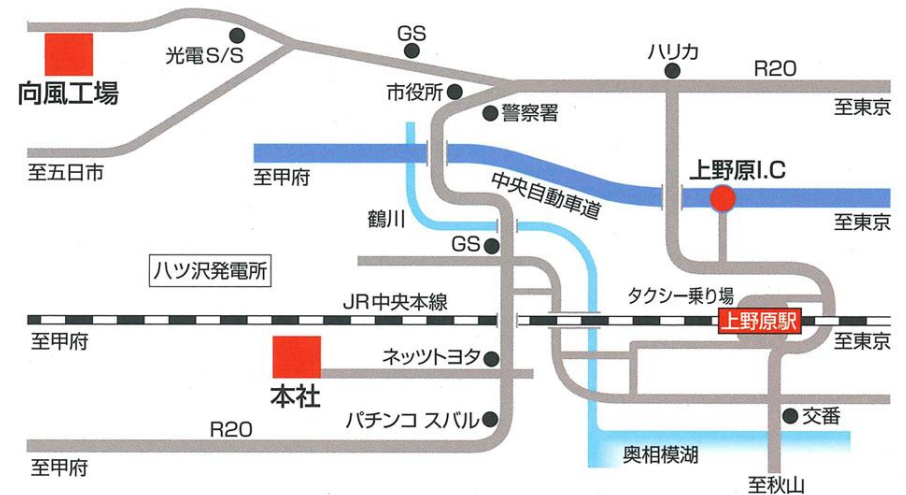 GS
光電S/S
ハリカ
R20
向風工場
市役所
至東京
警察署
至五日市
至甲府
上野原I.C
中央自動車道
鶴川
至東京
GS
八ツ沢発電所
JR中央本線
タクシー乗り場
上野原駅
至甲府
至東京
ネッツトヨタ
本社
パチンコ スバル
交番
R20
奥相模湖
至甲府
至秋山